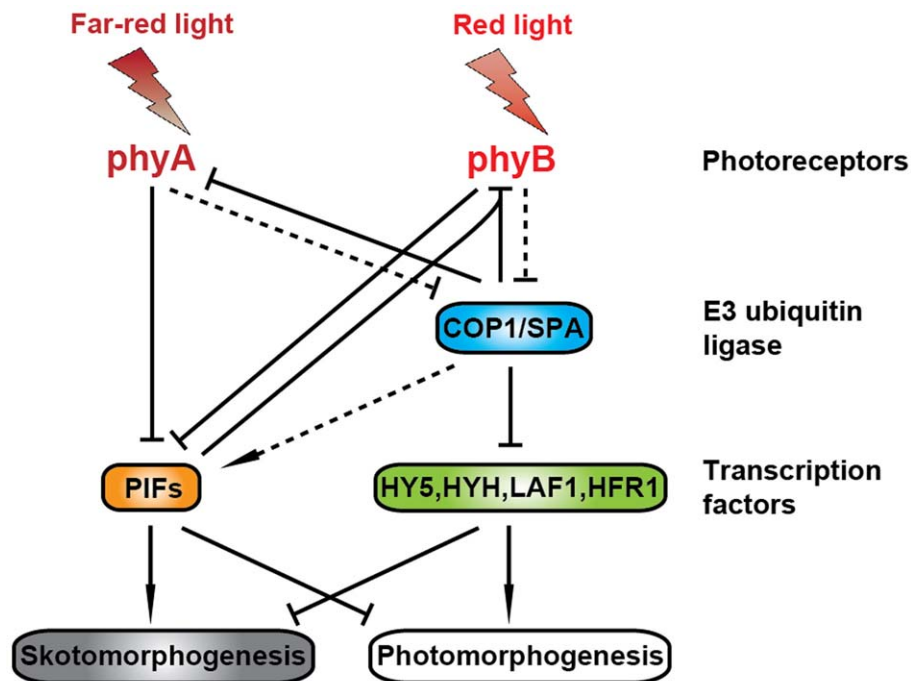 Far-red light
Red light
phyA
phyB
Photoreceptors
COP1/SPA
E3 ubiquitin
ligase
PIFs
HY5,HYH,LAF1,HFR1
Transcription
factors
Skotomorphogenesis
Photomorphogenesis